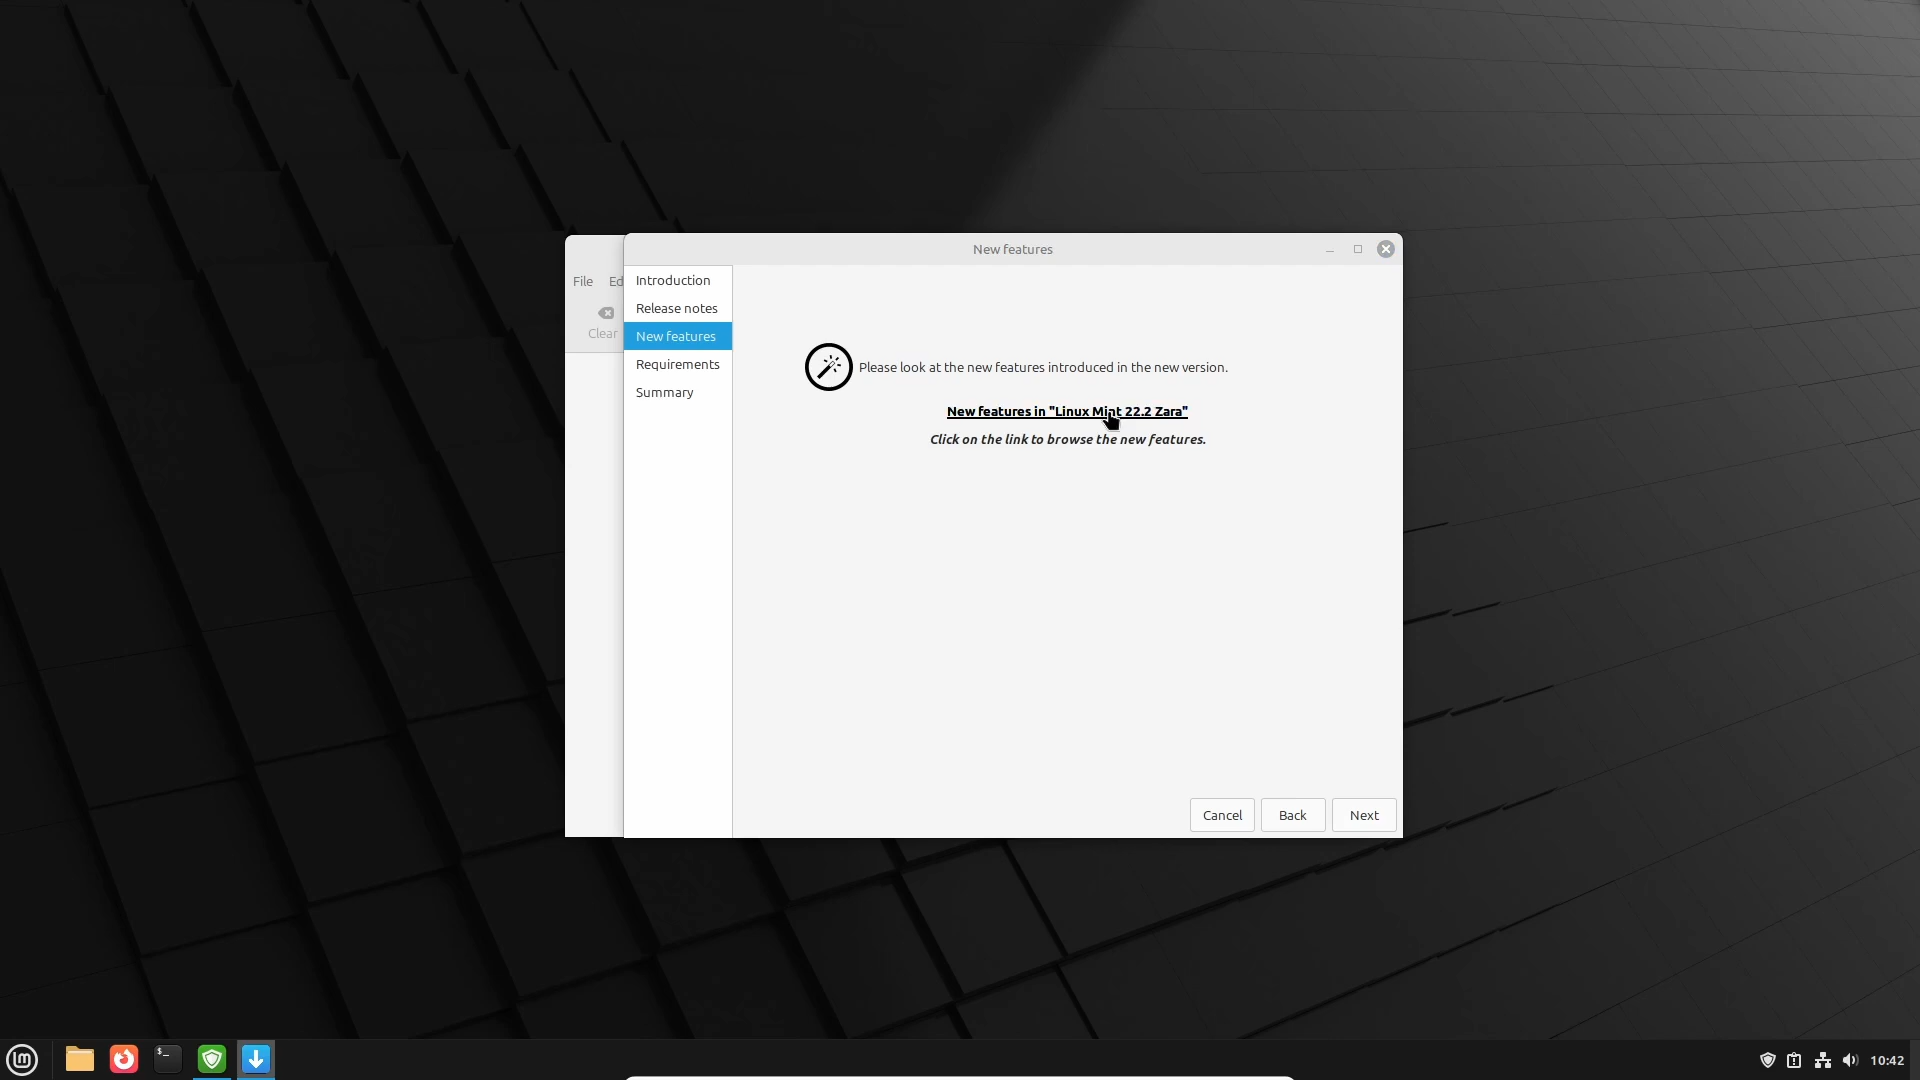 New features
File Ed
Clear
Introduction
Release notes
New features
Requirements
Summary
Please look at the new features introduced in the new version.
New features in "Linux Mint 22.2 Zara"
Click on the link to browse the new features.
Cancel Back Next
10:42